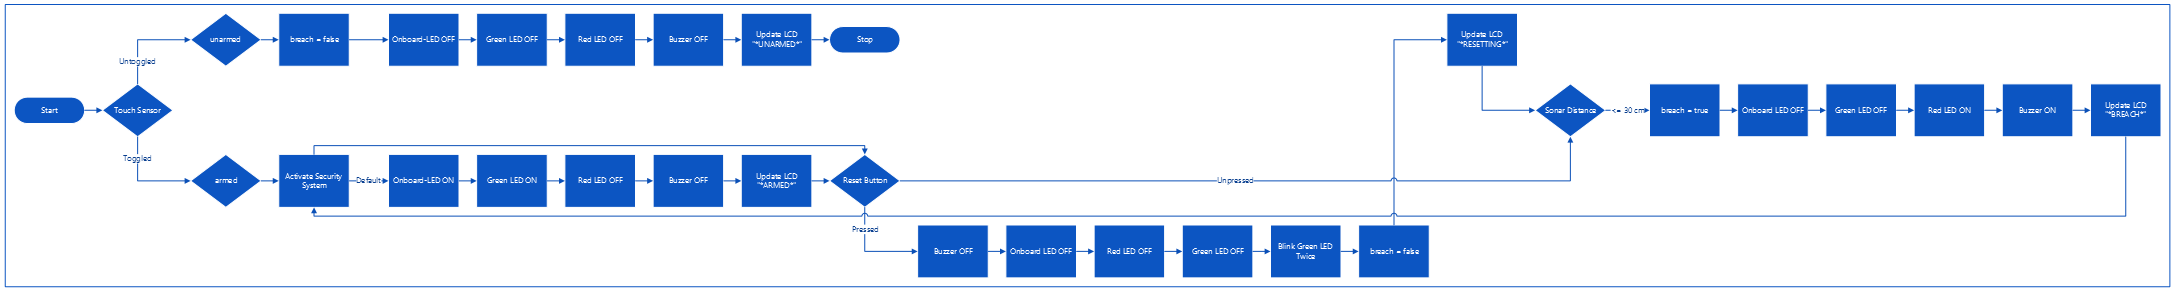 Start
Touch Sensor
Untoggled
unarmed
breach = false
Onboard-LED OFF
Green LED OFF
Red LED OFF
Buzzer OFF
Update LCD
"*UNARMED*"
Stop
Toggled
armed
Activate Security
System
Default
Onboard-LED ON
Green LED ON
Red LED OFF
Buzzer OFF
Update LCD
"*ARMED*"
Reset Button
Unpressed
Pressed
Buzzer OFF
Onboard LED OFF
Red LED OFF
Green LED OFF
Blink Green LED
Twice
breach = false
Update LCD
"*RESETTING*"
Sonar Distance
<= 30 cm
breach = true
Onboard LED OFF
Green LED OFF
Red LED ON
Buzzer ON
Update LCD
"*BREACH*"